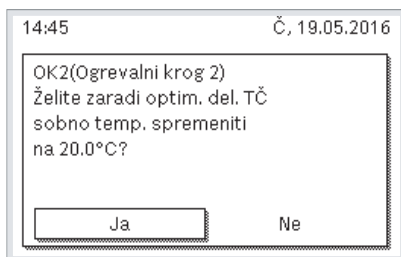 14:45 Č, 19.05.2016
OK2(Ogrevalni krog 2)
Želite zaradi optim. del. TČ
sobno temp. spremeniti
na 20.0°C?
Ja Ne